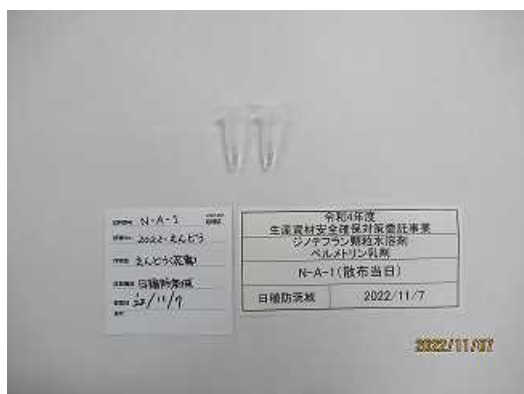 N-A-1
2022-えんどう
えんどう(花蜜)
日植防茨城
'22/11/7
令和4年度
生産資材安全確保対策委託事業
ジノテフラン顆粒水溶剤
ペルメトリン乳剤
N-A-1(散布当日)
日植防茨城 2022/11/7
2022/11/07